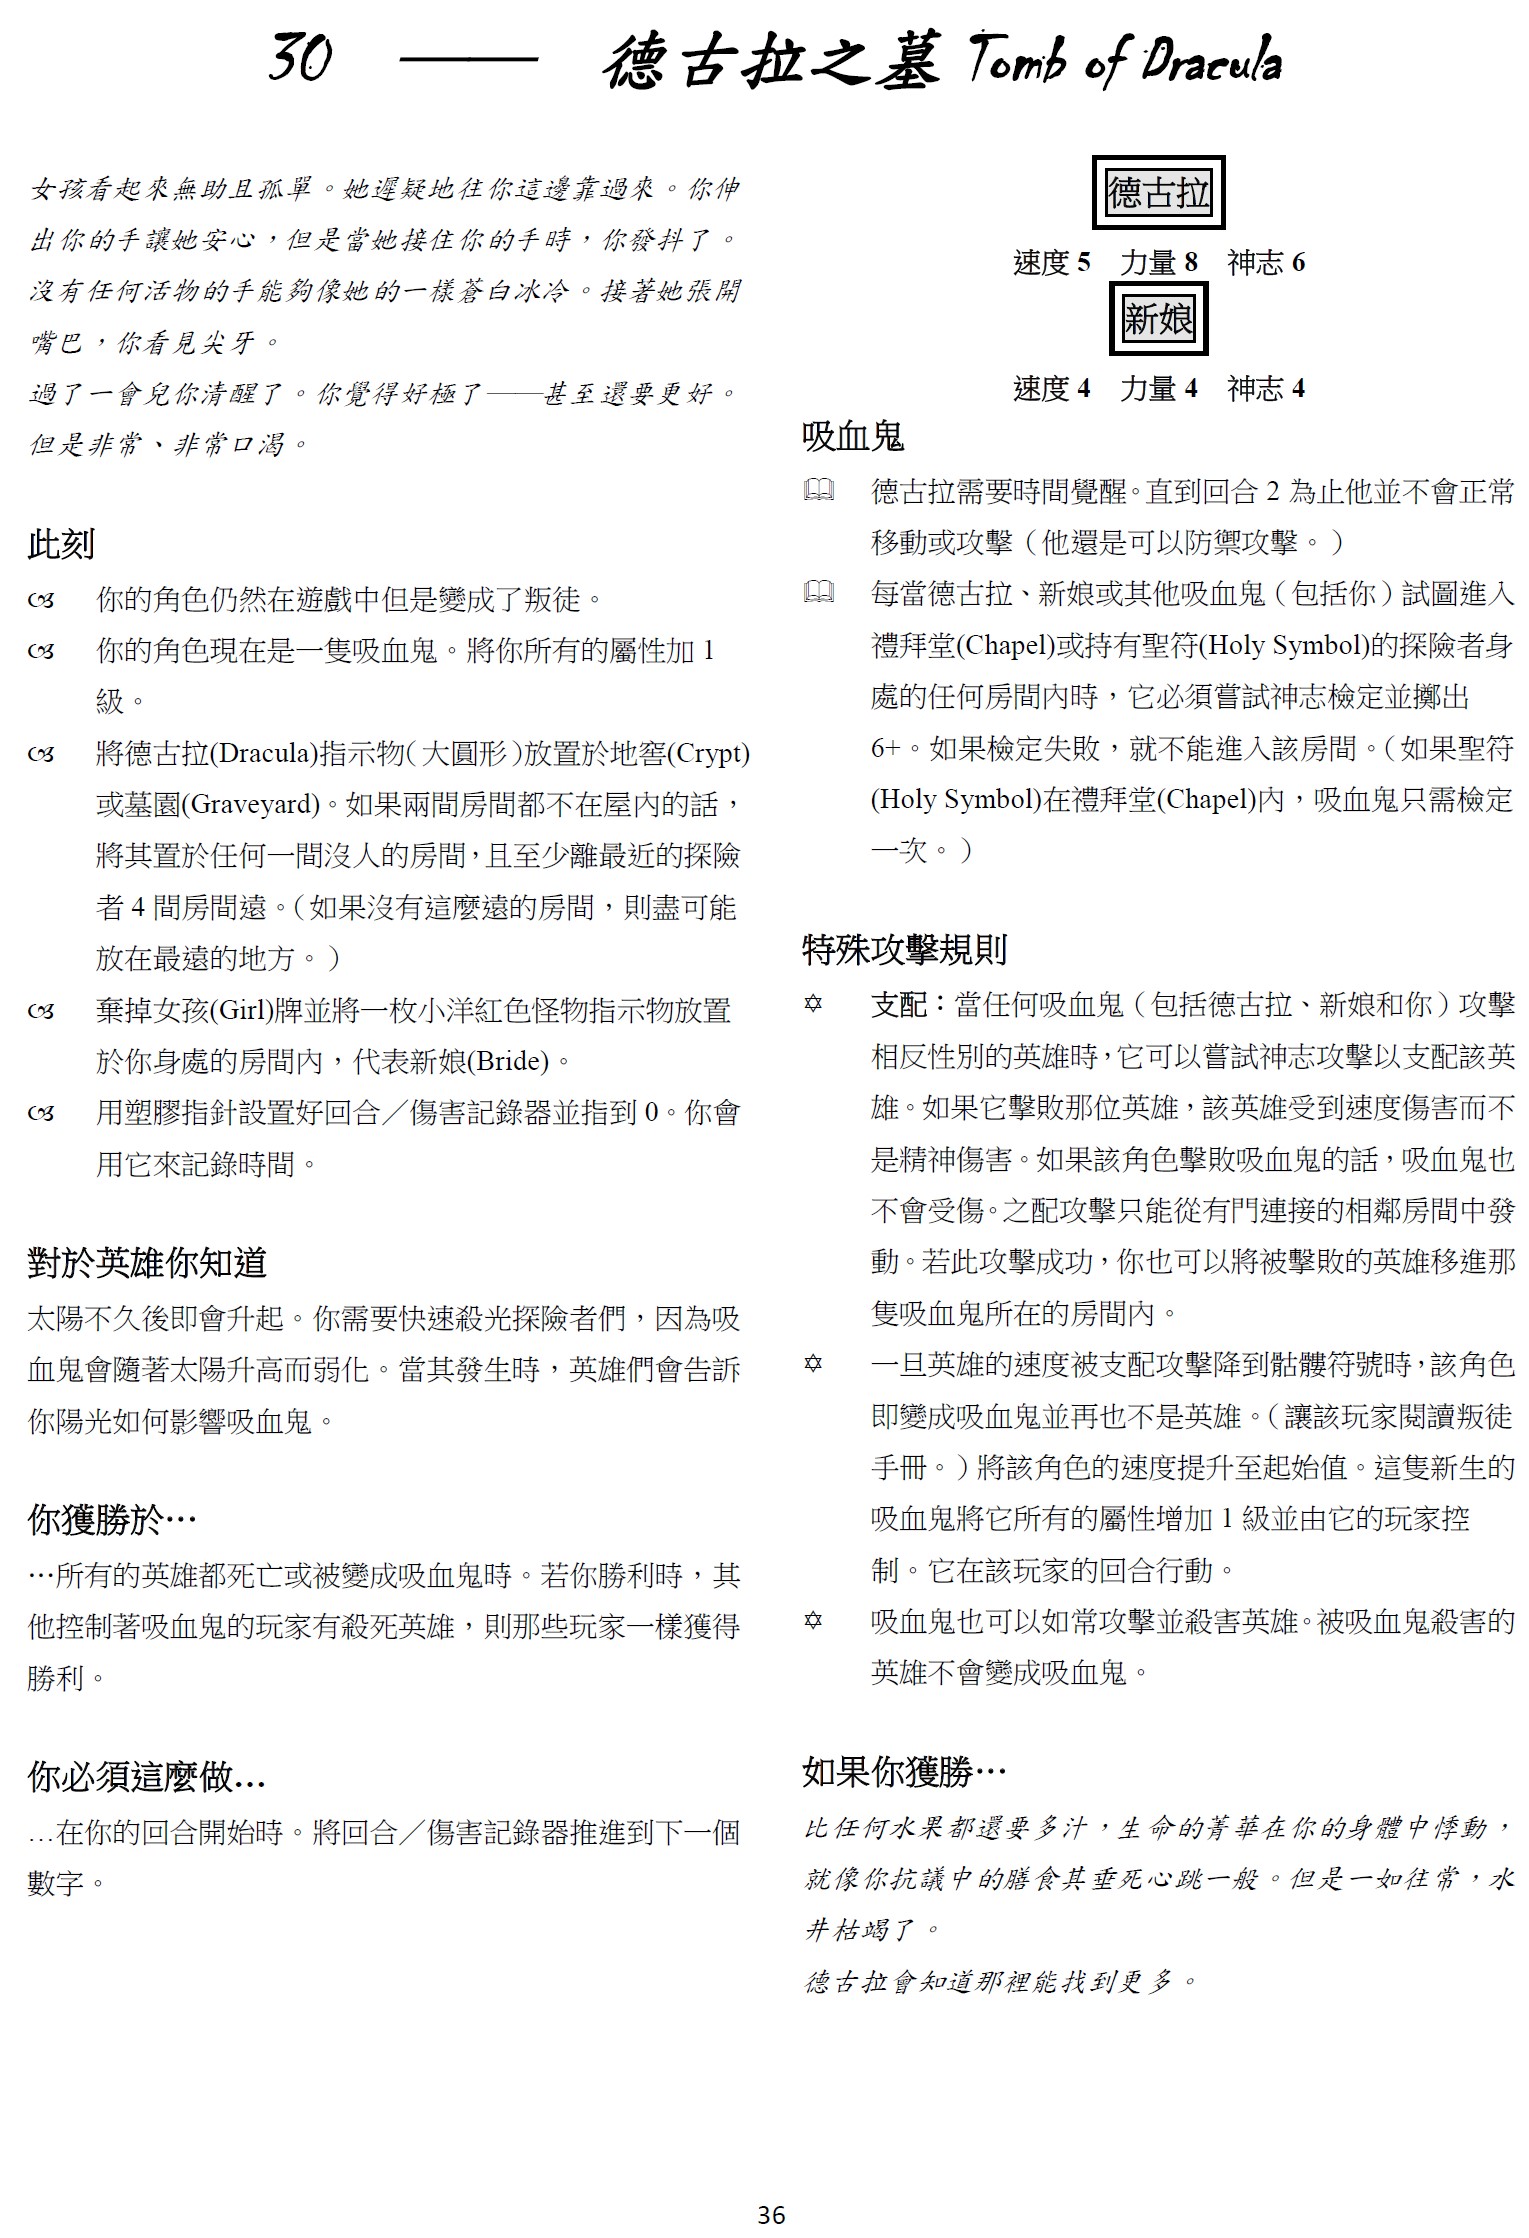 30 —— 德古拉之墓 Tomb of Dracula
女孩看起來無助且孤單。她遲疑地往你這邊靠過來。你伸
出你的手讓她安心，但是當她接住你的手時，你發抖了。
沒有任何活物的手能夠像她的一樣蒼白冰冷。接著她張開
嘴巴，你看見尖牙。
過了一會兒你清醒了。你覺得好極了——甚至還要更好。
但是非常、非常口渴。
此刻
你的角色仍然在遊戲中但是變成了叛徒。
你的角色現在是一隻吸血鬼。將你所有的屬性加 1
級。
將德古拉(Dracula)指示物（大圓形）放置於地窖(Crypt)
或墓園(Graveyard)。如果兩間房間都不在屋內的話，
將其置於任何一間沒人的房間，且至少離最近的探險
者 4 間房間遠。（如果沒有這麼遠的房間，則盡可能
放在最遠的地方。）
棄掉女孩(Girl)牌並將一枚小洋紅色怪物指示物放置
於你身處的房間內，代表新娘(Bride)。
用塑膠指針設置好回合／傷害記錄器並指到 0。你會
用它來記錄時間。
對於英雄你知道
太陽不久後即會升起。你需要快速殺光探險者們，因為吸
血鬼會隨著太陽升高而弱化。當其發生時，英雄們會告訴
你陽光如何影響吸血鬼。
你獲勝於…
…所有的英雄都死亡或被變成吸血鬼時。若你勝利時，其
他控制著吸血鬼的玩家有殺死英雄，則那些玩家一樣獲得
勝利。
你必須這麼做…
…在你的回合開始時。將回合／傷害記錄器推進到下一個
數字。
德古拉
速度 5 力量 8 神志 6
新娘
速度 4 力量 4 神志 4
吸血鬼
德古拉需要時間覺醒。直到回合 2 為止他並不會正常
移動或攻擊（他還是可以防禦攻擊。）
每當德古拉、新娘或其他吸血鬼（包括你）試圖進入
禮拜堂(Chapel)或持有聖符(Holy Symbol)的探險者身
處的任何房間內時，它必須嘗試神志檢定並擲出
6+。如果檢定失敗，就不能進入該房間。（如果聖符
(Holy Symbol)在禮拜堂(Chapel)內，吸血鬼只需檢定
一次。）
特殊攻擊規則
支配：當任何吸血鬼（包括德古拉、新娘和你）攻擊
相反性別的英雄時，它可以嘗試神志攻擊以支配該英
雄。如果它擊敗那位英雄，該英雄受到速度傷害而不
是精神傷害。如果該角色擊敗吸血鬼的話，吸血鬼也
不會受傷。之配攻擊只能從有門連接的相鄰房間中發
動。若此攻擊成功，你也可以將被擊敗的英雄移進那
隻吸血鬼所在的房間內。
一旦英雄的速度被支配攻擊降到骷髏符號時，該角色
即變成吸血鬼並再也不是英雄。（讓該玩家閱讀叛徒
手冊。）將該角色的速度提升至起始值。這隻新生的
吸血鬼將它所有的屬性增加 1 級並由它的玩家控
制。它在該玩家的回合行動。
吸血鬼也可以如常攻擊並殺害英雄。被吸血鬼殺害的
英雄不會變成吸血鬼。
如果你獲勝…
比任何水果都還要多汁，生命的菁華在你的身體中悸動，
就像你抗議中的膳食其垂死心跳一般。但是一如往常，水
井枯竭了。
德古拉會知道那裡能找到更多。
36